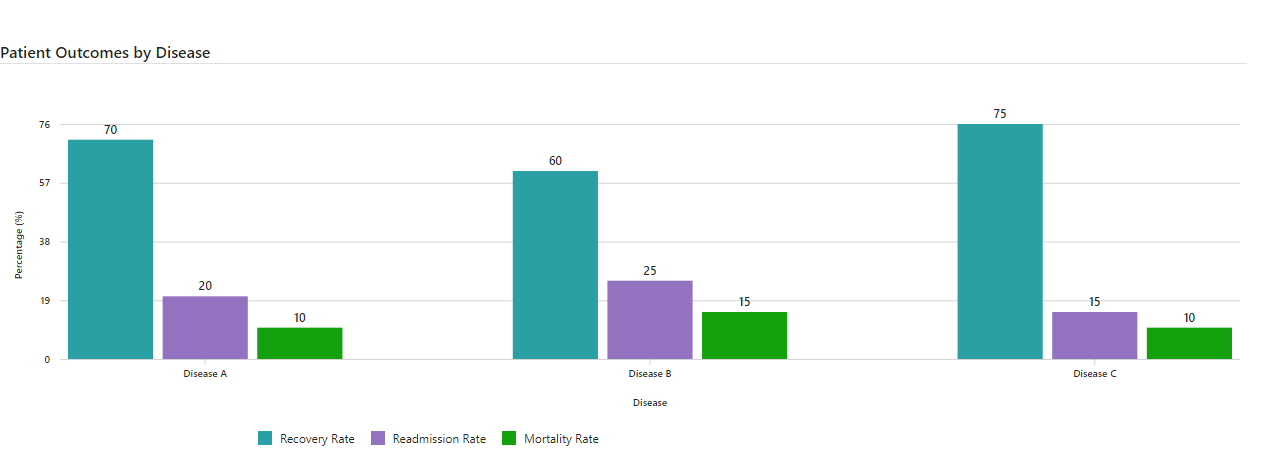 Patient Outcomes by Disease
75
76
70
60
57
Percentage (%)
38
25
20
19
15
15
10
10
0
Disease A
Disease B
Disease C
Disease
Recovery Rate
Readmission Rate
Mortality Rate